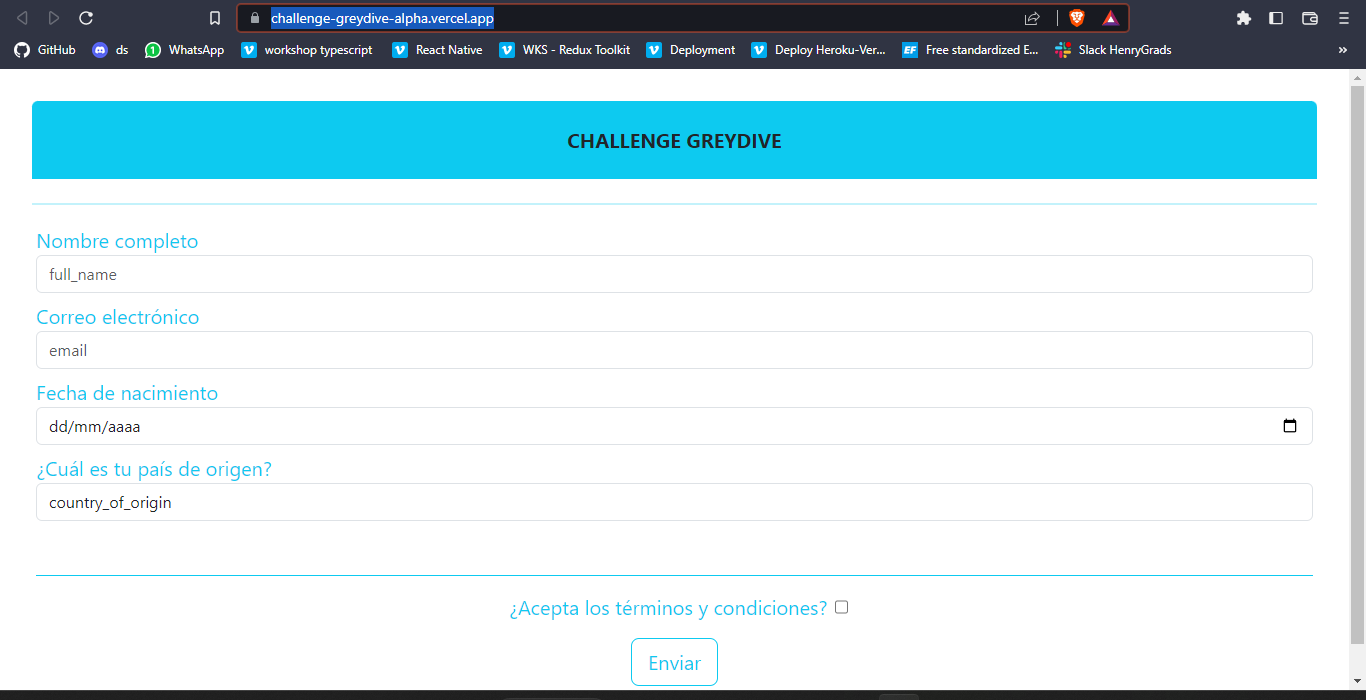 challenge-greydive-alpha.vercel.app
GitHub ds 1 WhatsApp workshop typescript React Native WKS - Redux Toolkit Deployment Deploy Heroku-Ver... EF Free standardized E... Slack HenryGrads »
CHALLENGE GREYDIVE
Nombre completo
full_name
Correo electrónico
email
Fecha de nacimiento
dd/mm/aaaa
¿Cuál es tu país de origen?
country_of_origin
¿Acepta los términos y condiciones?
Enviar